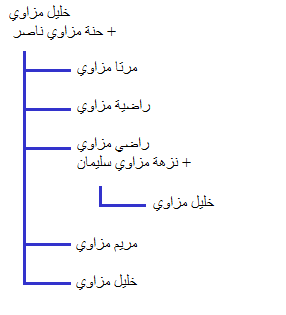 خليل مزاوي
+ حنة مزاوي ناصر
مرتا مزاوي
راضية مزاوي
راضي مزاوي
+ نزهة مزاوي سليمان
خليل مزاوي
مريم مزاوي
خليل مزاوي